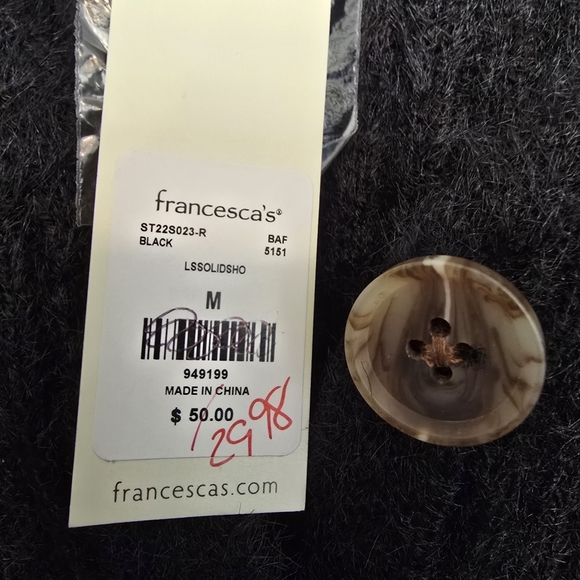 francesca's®
ST22S023-R
BLACK BAF
5151
LSSOLIDSHO
M
949199
MADE IN CHINA
$ 50.00
29.98
francescas.com